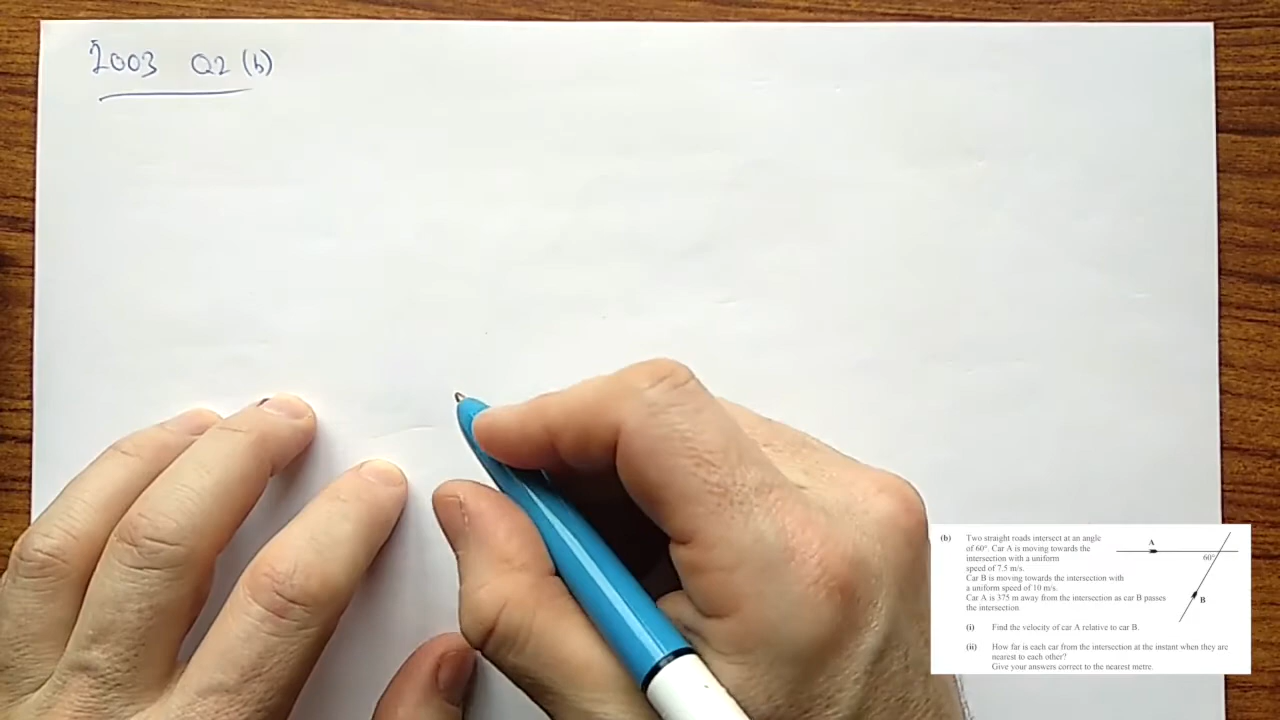 2003 Q2 (b)
(b) Two straight roads intersect at an angle
of 60°. Car A is moving towards the
intersection with a uniform
speed of 7.5 m/s.
Car B is moving towards the intersection with
a uniform speed of 10 m/s.
Car A is 375 m away from the intersection as car B passes
the intersection
A
60°
B
(i) Find the velocity of car A relative to car B.
(ii) How far is each car from the intersection at the instant when they are
nearest to each other?
Give your answers correct to the nearest metre.